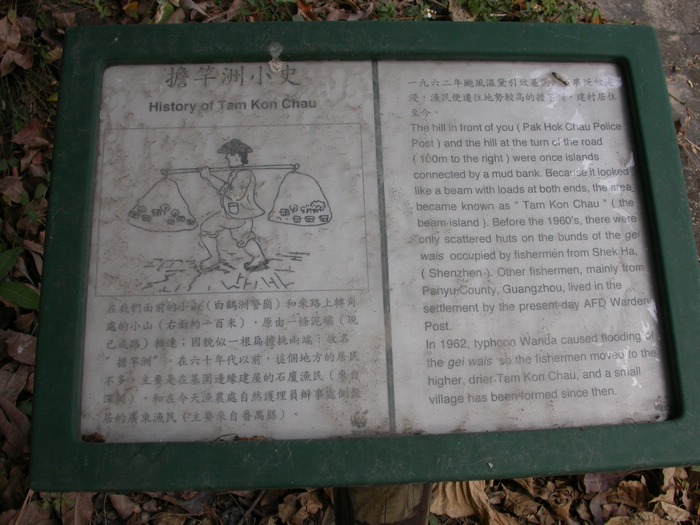 擔竿洲小史
History of Tam Kon Chau
在我們面前的小山（白鶴洲警崗）和乘路上轉角
處的小山（右面約一百米），原由一條泥壩（現
已成路）相連；因貌似一根扁擔挑兩端，故名
“擔竿洲”。在六十年代以前，這個地方的居民
不多，主要是在基圍邊緣建屋的石廈漁民（來自
深圳），和在今天漁農處自然護理員辦事處側聚
居的廣東漁民（主要來自番禺縣）。
WWF
一九六二年颱風溫黛引致基
浸，漁民便遷往地勢較高的擔竿洲，建村居住
至今。
The hill in front of you ( Pak Hok Chau Police
Post ) and the hill at the turn of the road
( 100m to the right ) were once islands
connected by a mud bank. Because it looked
like a beam with loads at both ends, the area
became known as " Tam Kon Chau " ( the
beam-island ). Before the 1960's, there were
only scattered huts on the bunds of the gei
wais occupied by fishermen from Shek Ha,
( Shenzhen ). Other fishermen, mainly from
Panyu County, Guangzhou, lived in the
settlement by the present-day AFD Warden
Post.
In 1962, typhoon Wanda caused flooding of
the gei wais so the fishermen moved to the
higher, drier Tam Kon Chau, and a small
village has been formed since then.